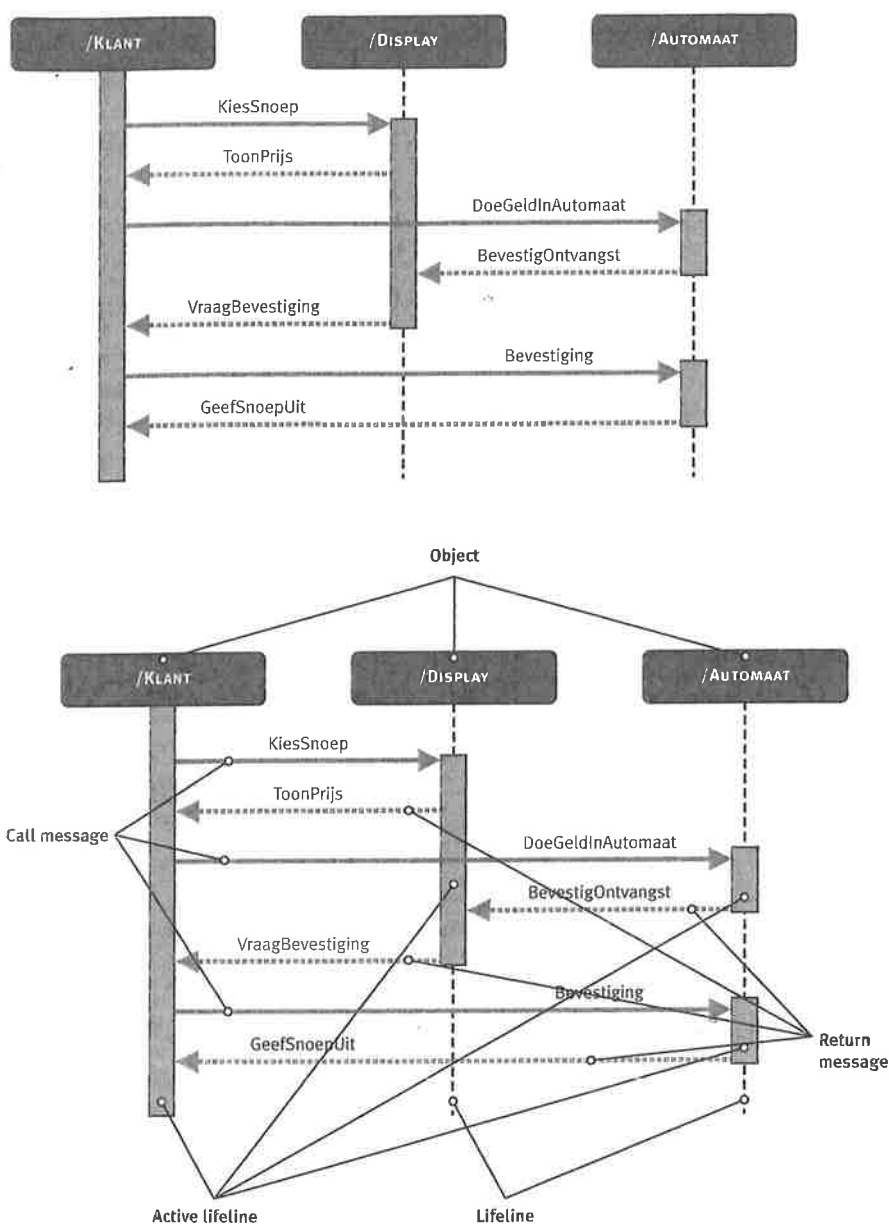 /KLANT
/DISPLAY
/AUTOMAAT
KiesSnoep
ToonPrijs
DoeGeldInAutomaat
BevestigOntvangst
VraagBevestiging
Bevestiging
GeefSnoepUit
Object
/KLANT
/DISPLAY
/AUTOMAAT
KiesSnoep
ToonPrijs
Call message
DoeGeldInAutomaat
BevestigOntvangst
VraagBevestiging
Bevestiging
GeefSnoepUit
Return
message
Active lifeline
Lifeline